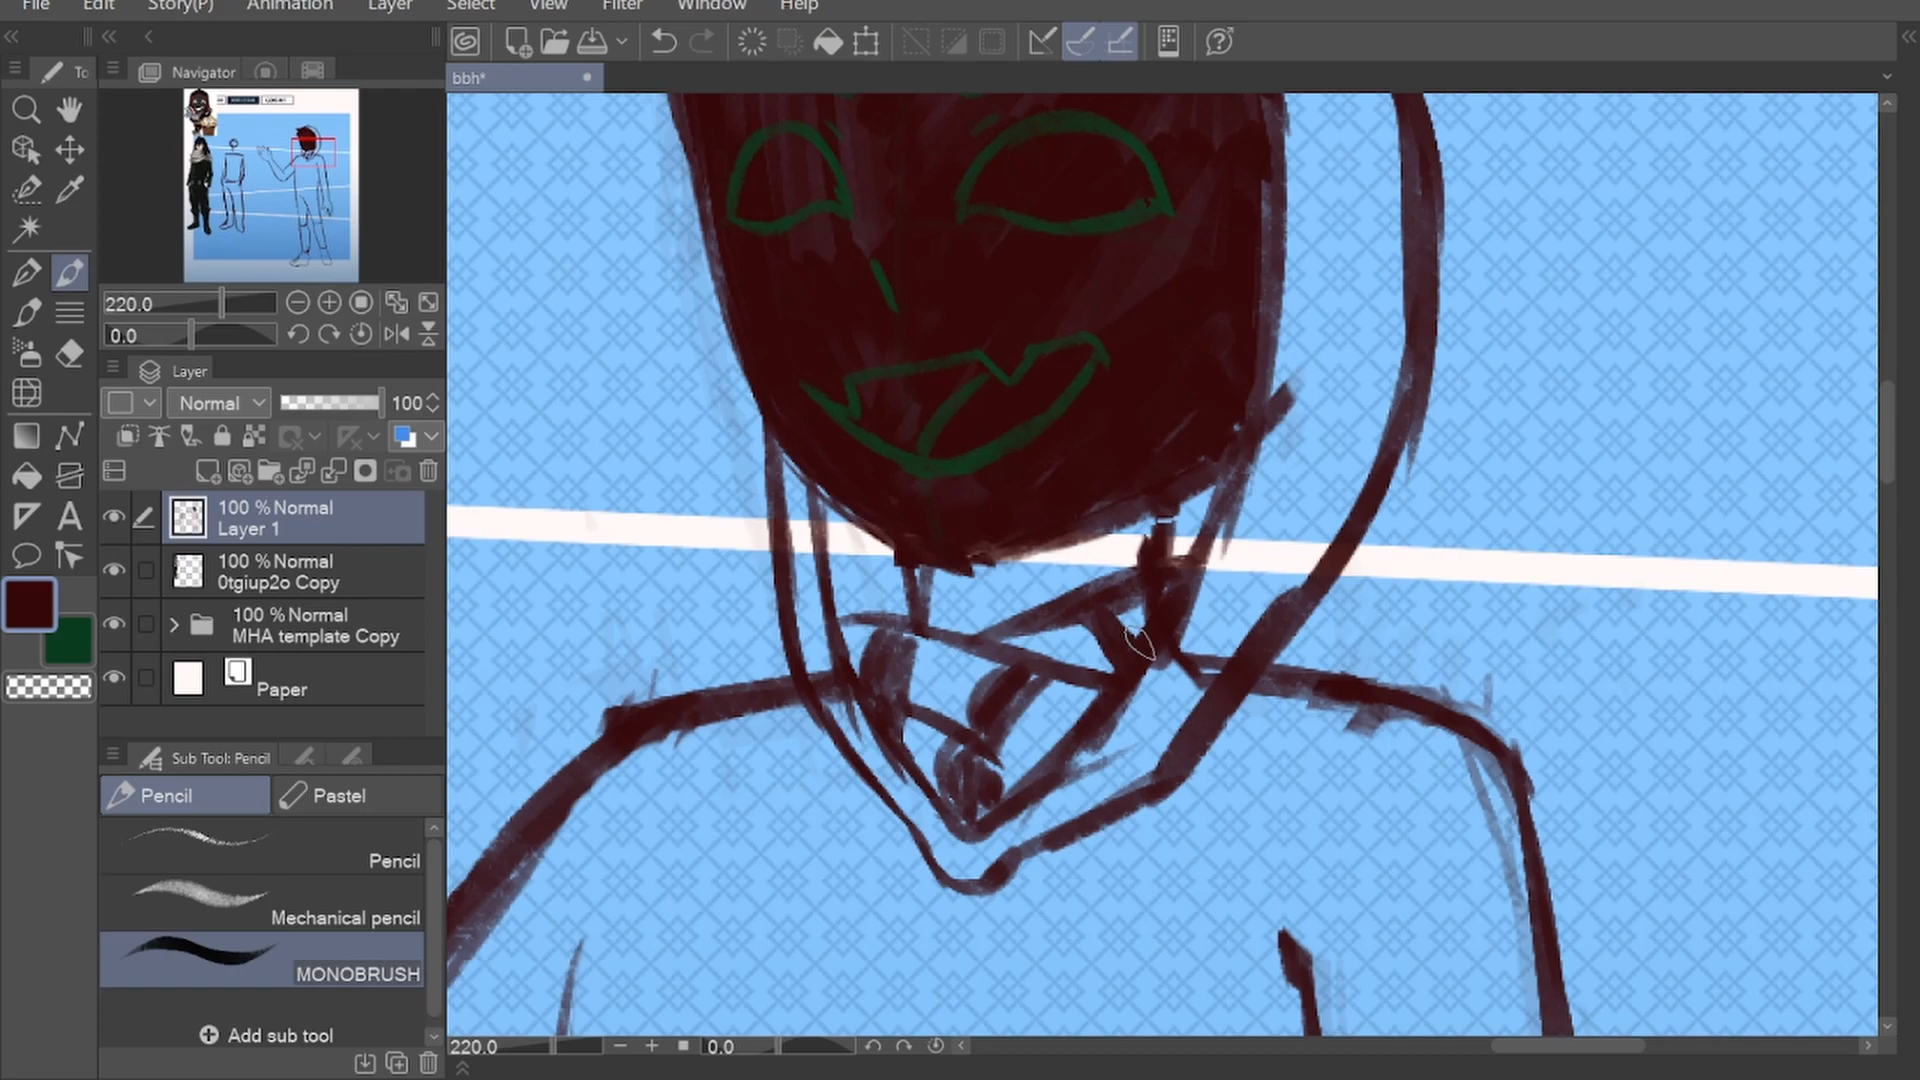 File Edit Story(P) Animation Layer Select View Filter Window Help
To
Navigator
bbh*
220.0
0.0
Layer
Normal 100
100 % Normal
Layer 1
100 % Normal
0tgiup2o Copy
100 % Normal
MHA template Copy
Paper
Sub Tool: Pencil
Pencil Pastel
Pencil
Mechanical pencil
MONOBRUSH
Add sub tool
220.0 0.0